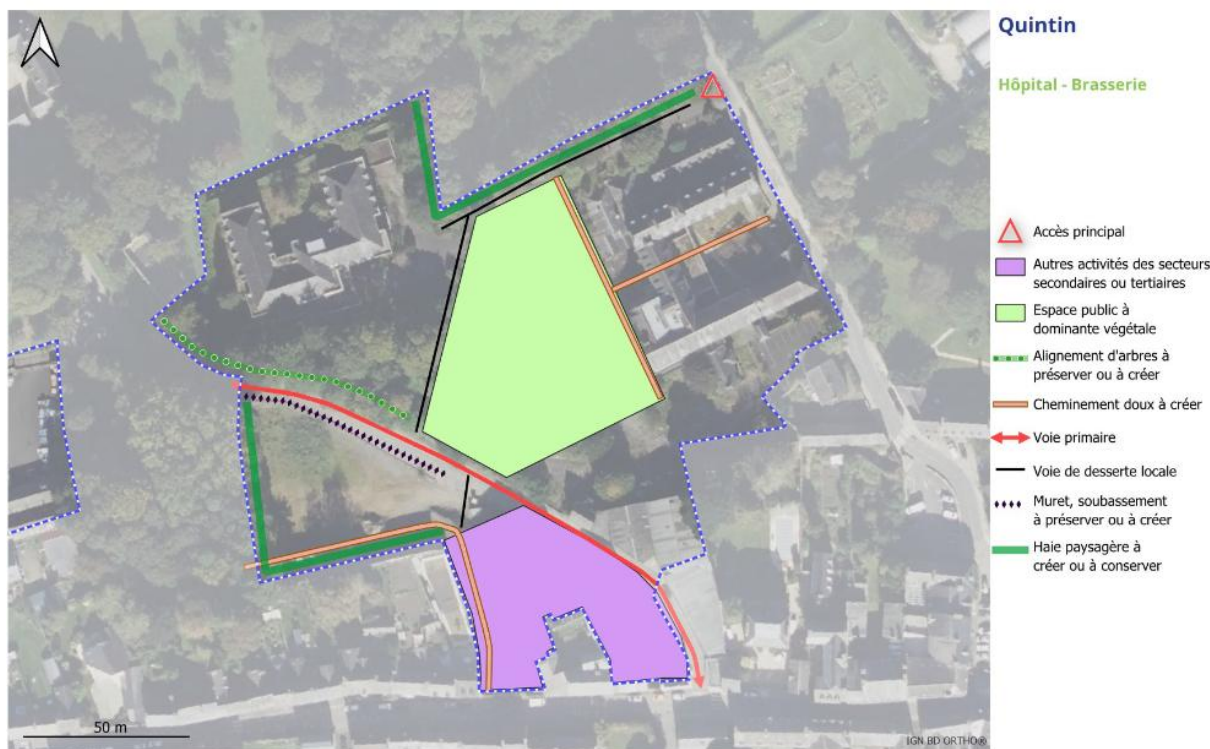 Quintin
Hôpital - Brasserie
Accès principal
Autres activités des secteurs
secondaires ou tertiaires
Espace public à
dominante végétale
Alignement d'arbres à
préserver ou à créer
Cheminement doux à créer
Voie primaire
Voie de desserte locale
Muret, soubassement
à préserver ou à créer
Haie paysagère à
créer ou à conserver
50 m
IGN BD ORTHO®